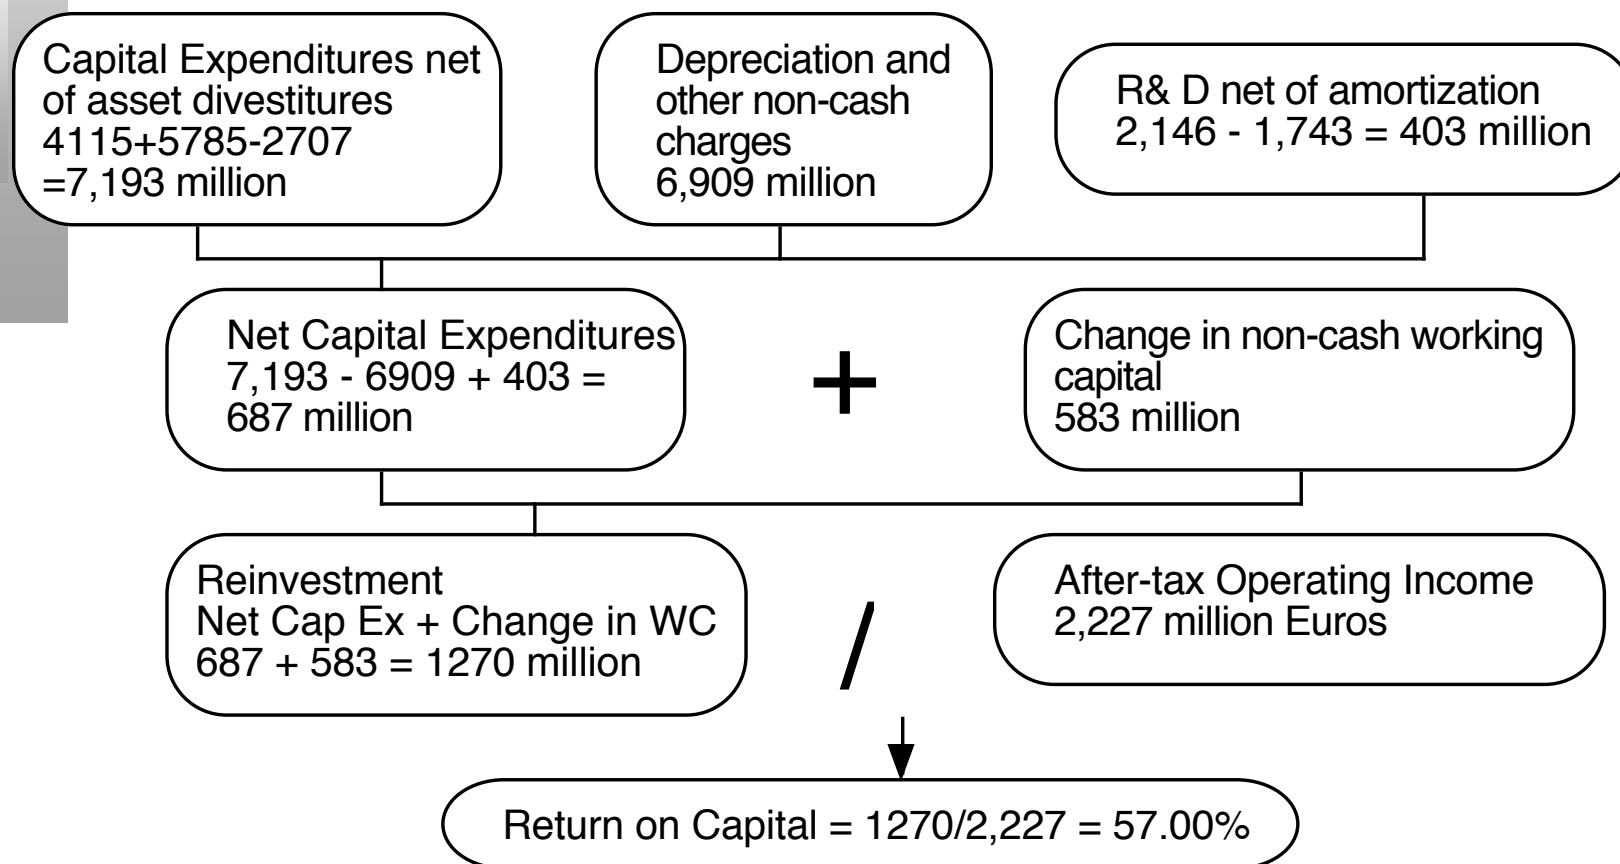 Capital Expenditures net
of asset divestitures
4115+5785-2707
=7,193 million
Depreciation and
other non-cash
charges
6,909 million
R& D net of amortization
2,146 - 1,743 = 403 million
Net Capital Expenditures
7,193 - 6909 + 403 =
687 million
+
Change in non-cash working
capital
583 million
Reinvestment
Net Cap Ex + Change in WC
687 + 583 = 1270 million
/
After-tax Operating Income
2,227 million Euros
Return on Capital = 1270/2,227 = 57.00%